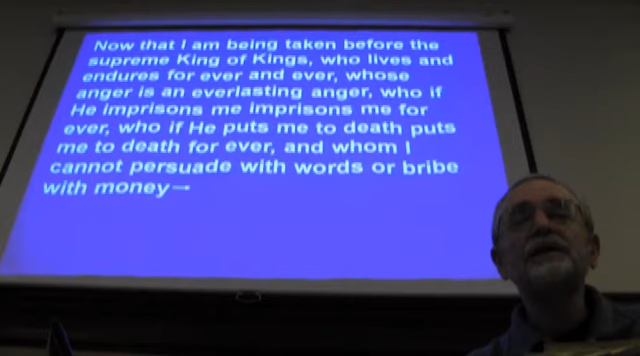 Now that I am being taken before the
supreme King of Kings, who lives and
endures for ever and ever, whose
anger is an everlasting anger, who if
He imprisons me imprisons me for
ever, who if He puts me to death puts
me to death for ever, and whom I
cannot persuade with words or bribe
with money—